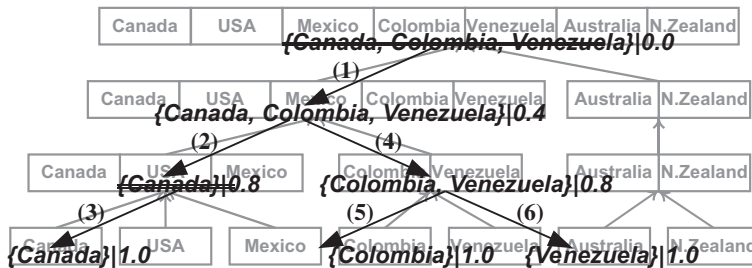 Canada USA Mexico Colombia Venezuela Australia N.Zealand
{Canada, Colombia, Venezuela}|0.0
(1)
Canada USA Mexico Colombia Venezuela Australia N.Zealand
{Canada, Colombia, Venezuela}|0.4
(2) (4)
Canada USA Mexico Colombia Venezuela Australia N.Zealand
{Canada}|0.8 {Colombia, Venezuela}|0.8
(3) (5) (6)
Canada USA Mexico Colombia Venezuela Australia N.Zealand
{Canada}|1.0 {Colombia}|1.0 {Venezuela}|1.0